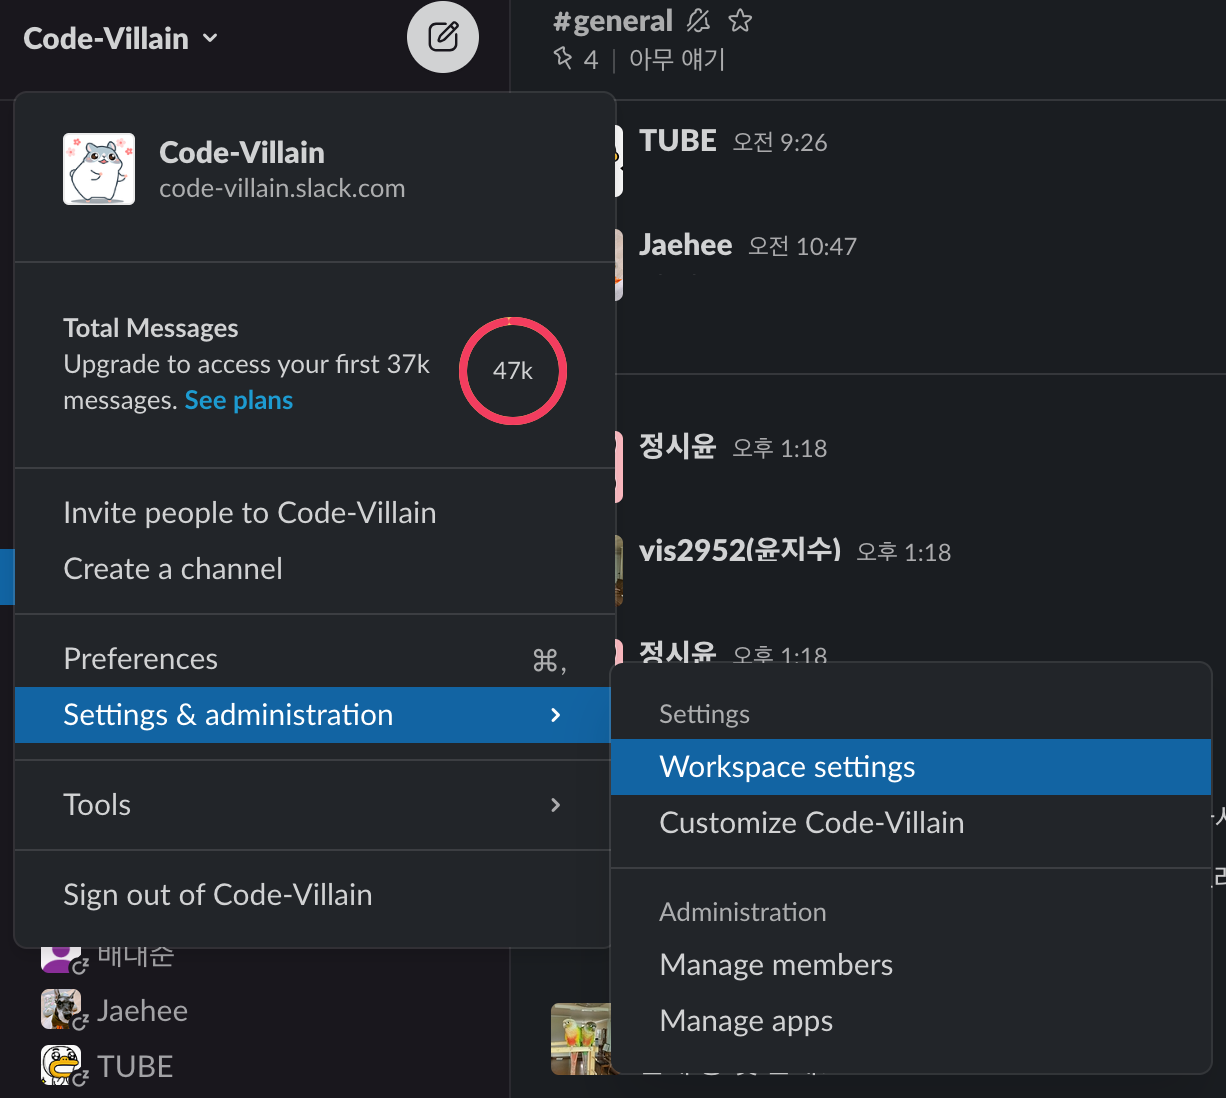 Code-Villain
#general
4 | 아무 얘기
Code-Villain
code-villain.slack.com
Total Messages
Upgrade to access your first 37k
messages. See plans
47k
Invite people to Code-Villain
Create a channel
Preferences ⌘,
Settings & administration
Tools
Sign out of Code-Villain
배대준
Jaehee
TUBE
TUBE 오전 9:26
Jaehee 오전 10:47
정시윤 오후 1:18
vis2952(윤지수) 오후 1:18
정시윤 오후 1:18
Settings
Workspace settings
Customize Code-Villain
Administration
Manage members
Manage apps